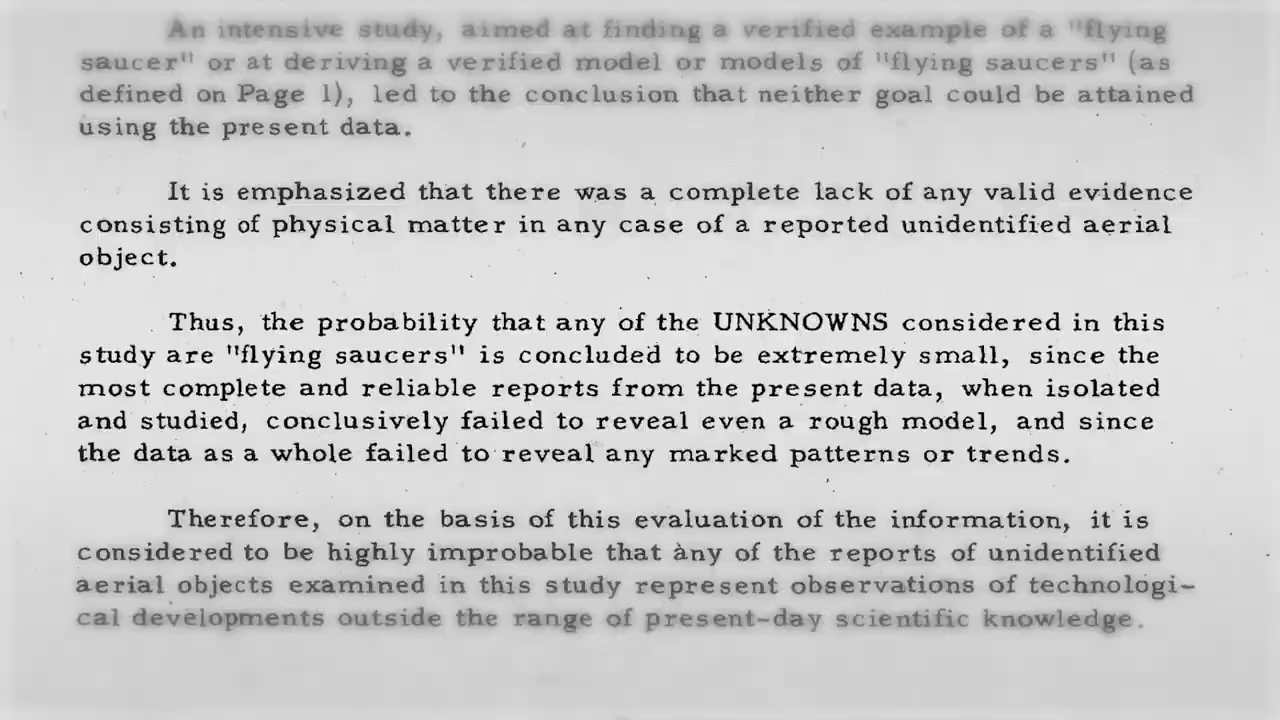 An intensive study, aimed at finding a verified example of a "flying
saucer" or at deriving a verified model or models of "flying saucers" (as
defined on Page 1), led to the conclusion that neither goal could be attained
using the present data.
It is emphasized that there was a complete lack of any valid evidence
consisting of physical matter in any case of a reported unidentified aerial
object.
Thus, the probability that any of the UNKNOWNS considered in this
study are "flying saucers" is concluded to be extremely small, since the
most complete and reliable reports from the present data, when isolated
and studied, conclusively failed to reveal even a rough model, and since
the data as a whole failed to reveal any marked patterns or trends.
Therefore, on the basis of this evaluation of the information, it is
considered to be highly improbable that any of the reports of unidentified
aerial objects examined in this study represent observations of technologi-
cal developments outside the range of present-day scientific knowledge.